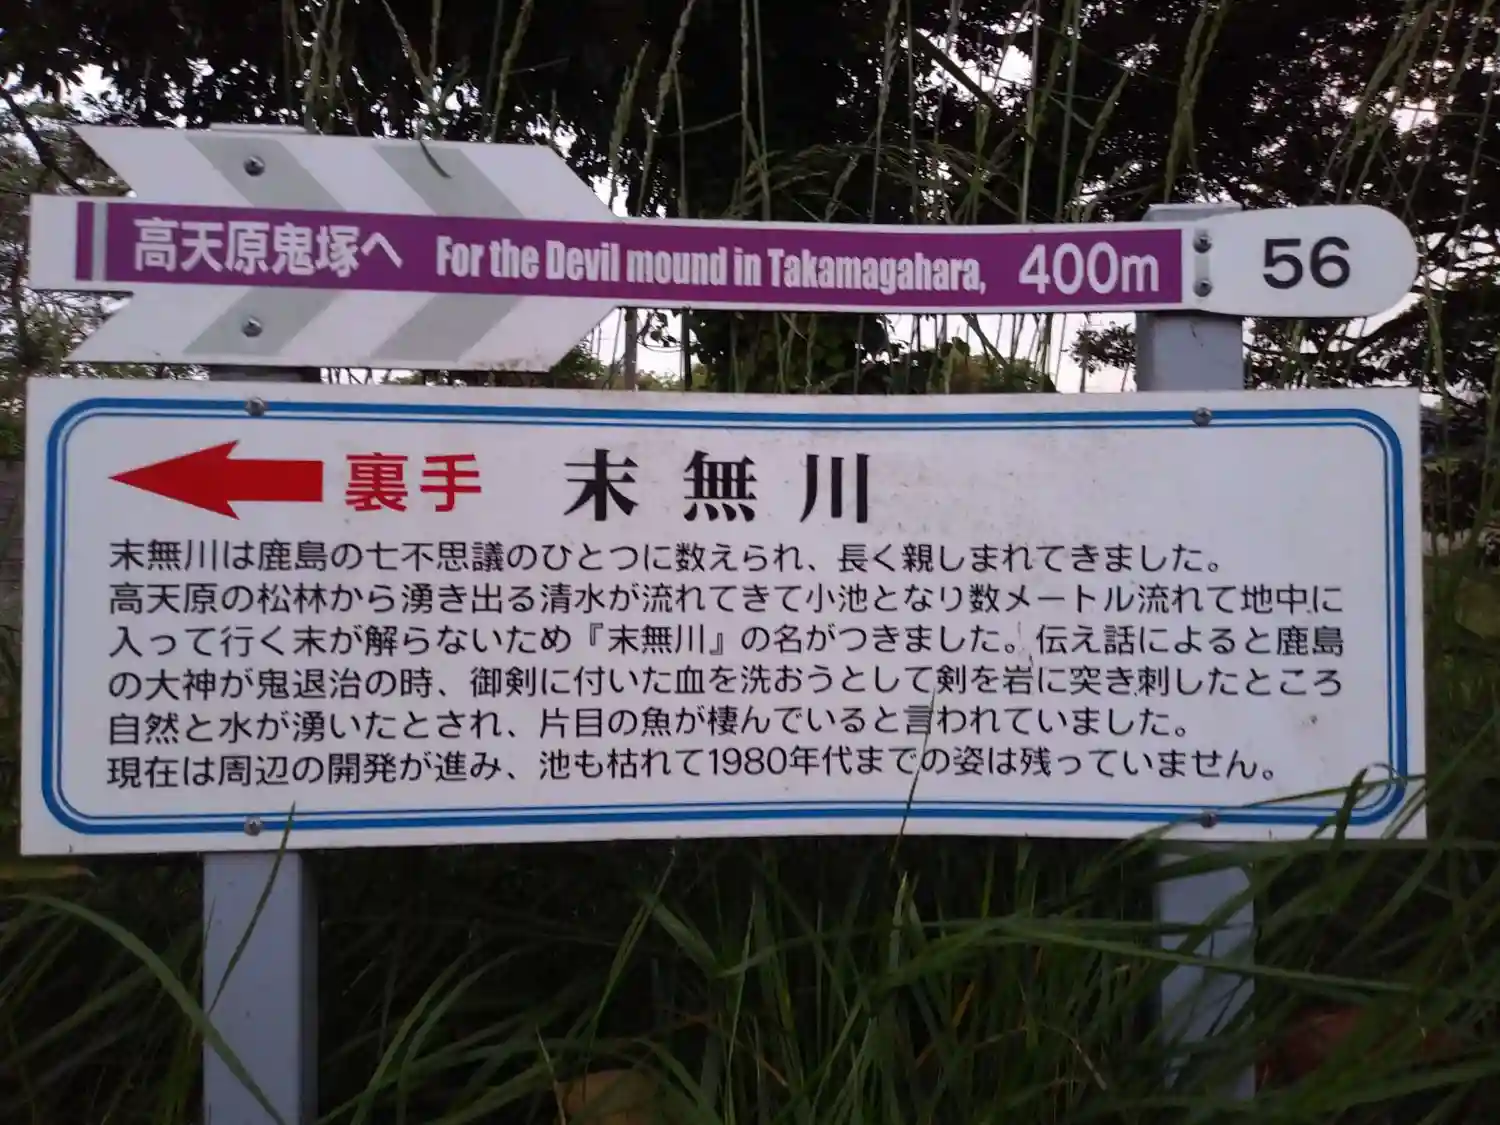 高天原鬼塚へ For the Devil mound in Takamagahara, 400m 56
裏手 末無川
末無川は鹿島の七不思議のひとつに数えられ、長く親しまれてきました。
高天原の松林から湧き出る清水が流れてきて小池となり数メートル流れて地中に
入って行く末が解らないため『末無川』の名がつきました。伝え話によると鹿島
の大神が鬼退治の時、御剣に付いた血を洗おうとして剣を岩に突き刺したところ
自然と水が湧いたとされ、片目の魚が棲んでいると言われていました。
現在は周辺の開発が進み、池も枯れて1980年代までの姿は残っていません。